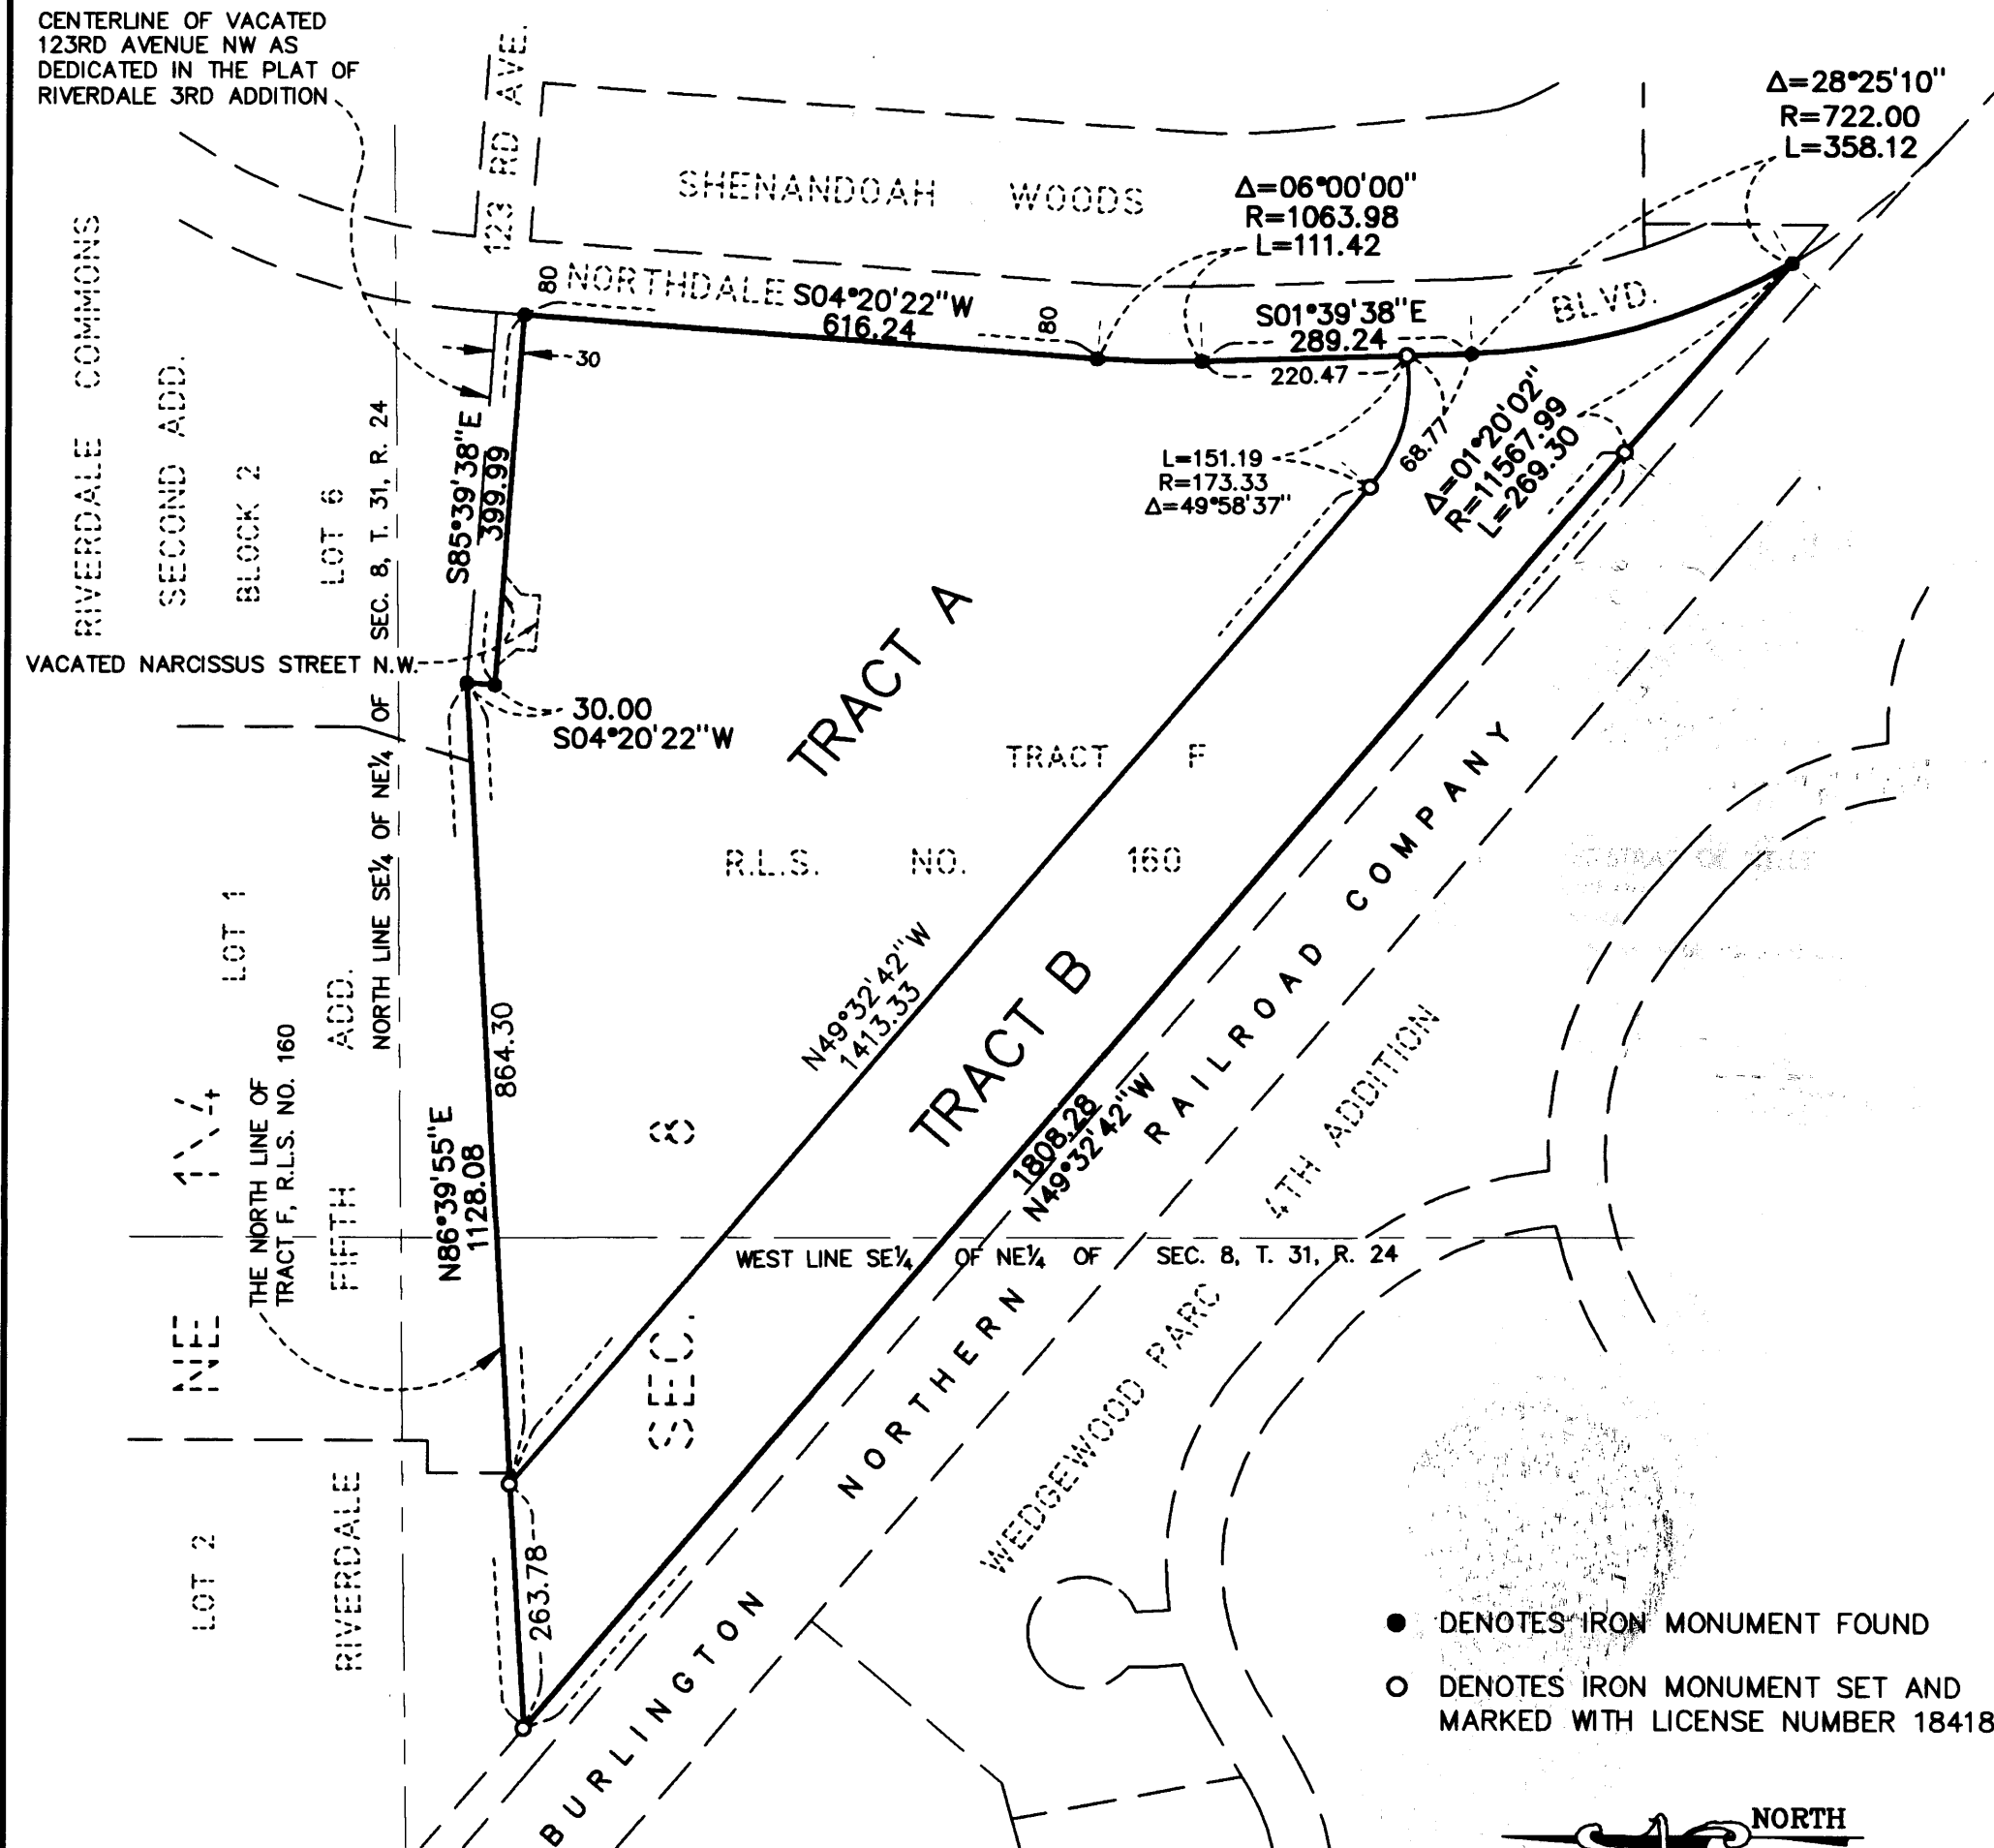 CENTERLINE OF VACATED
123RD AVENUE NW AS
DEDICATED IN THE PLAT OF
RIVERDALE 3RD ADDITION
123 RD AVE.
SHENANDOAH WOODS
Δ=28°25'10"
R=722.00
L=358.12
Δ=06°00'00"
R=1063.98
L=111.42
80
NORTHDALE
BLVD.
S04°20'22"W
616.24
80
S01°39'38"E
289.24
220.47
30
RIVERDALE COMMONS
SECOND ADD.
BLOCK 2
LOT 6
NORTH LINE SE¼ OF NE¼ OF SEC. 8, T. 31, R. 24
S85°39'38"E
399.99
L=151.19
R=173.33
Δ=49°58'37"
68.77
Δ=01°20'02"
R=11567.99
L=269.30
VACATED NARCISSUS STREET N.W.
30.00
S04°20'22"W
TRACT A
TRACT F
R.L.S. NO. 160
LOT 1
N49°32'42"W
1413.33
TRACT B
1808.28
N49°32'42"W
864.30
N86°39'55"E
1128.08
THE NORTH LINE OF
TRACT F, R.L.S. NO. 160
NE 1/4
SEC. 8
RIVERDALE FIFTH ADD.
WEST LINE SE¼ OF NE¼ OF SEC. 8, T. 31, R. 24
BURLINGTON NORTHERN RAILROAD COMPANY
WEDGEWOOD PARC 4TH ADDITION
LOT 2
263.78
● DENOTES IRON MONUMENT FOUND
○ DENOTES IRON MONUMENT SET AND
MARKED WITH LICENSE NUMBER 18418
NORTH